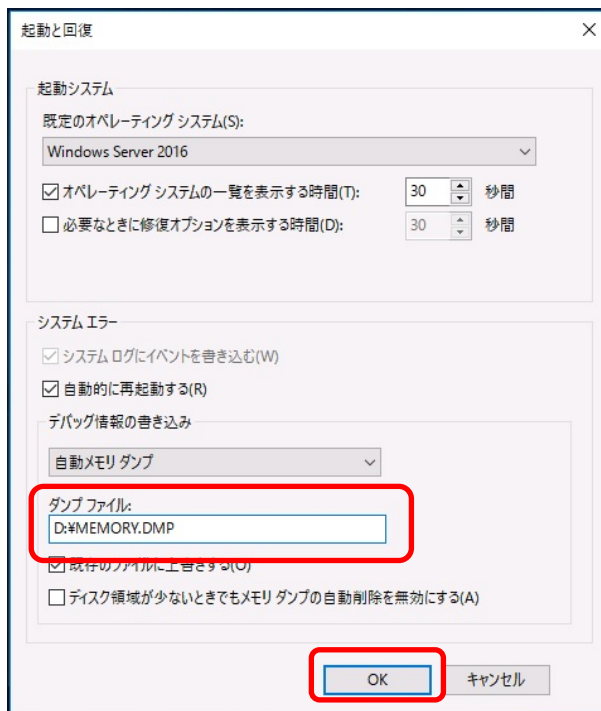 起動と回復
起動システム
既定のオペレーティング システム(S):
Windows Server 2016
オペレーティング システムの一覧を表示する時間(T): 30 秒間
必要なときに修復オプションを表示する時間(D): 30 秒間
システム エラー
システム ログにイベントを書き込む(W)
自動的に再起動する(R)
デバッグ情報の書き込み
自動メモリ ダンプ
ダンプ ファイル:
D:¥MEMORY.DMP
既存のファイルに上書きする(O)
ディスク領域が少ないときでもメモリ ダンプの自動削除を無効にする(A)
OK キャンセル